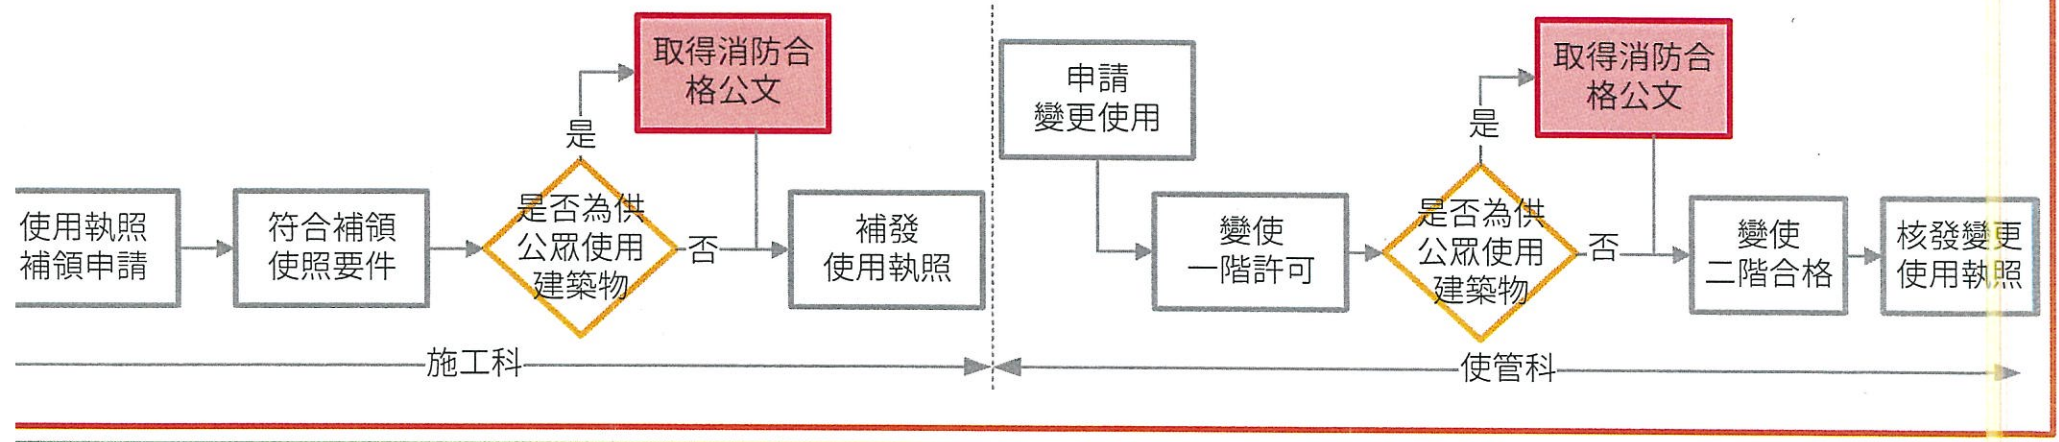 使用執照
補領申請
符合補領
使照要件
是否為供
公眾使用
建築物
是
取得消防合
格公文
否
補發
使用執照
施工科
申請
變更使用
變使
一階許可
是否為供
公眾使用
建築物
是
取得消防合
格公文
否
變使
二階合格
核發變更
使用執照
使管科